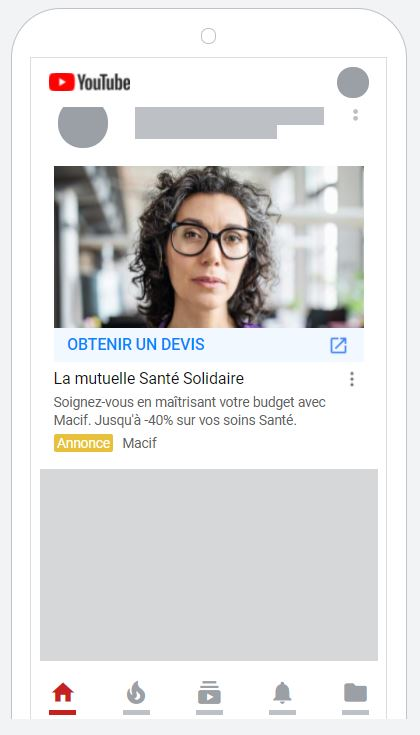 YouTube
OBTENIR UN DEVIS
La mutuelle Santé Solidaire
Soignez-vous en maîtrisant votre budget avec
Macif. Jusqu'à -40% sur vos soins Santé.
Annonce Macif